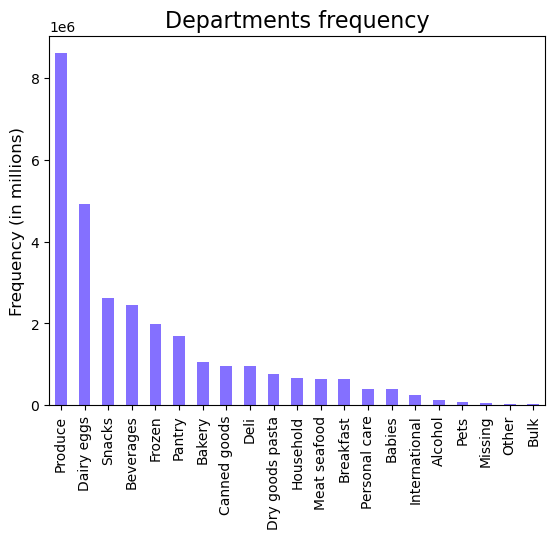 Departments frequency
1e6
Frequency (in millions)
8
6
4
2
0
Produce
Dairy eggs
Snacks
Beverages
Frozen
Pantry
Bakery
Canned goods
Deli
Dry goods pasta
Household
Meat seafood
Breakfast
Personal care
Babies
International
Alcohol
Pets
Missing
Other
Bulk